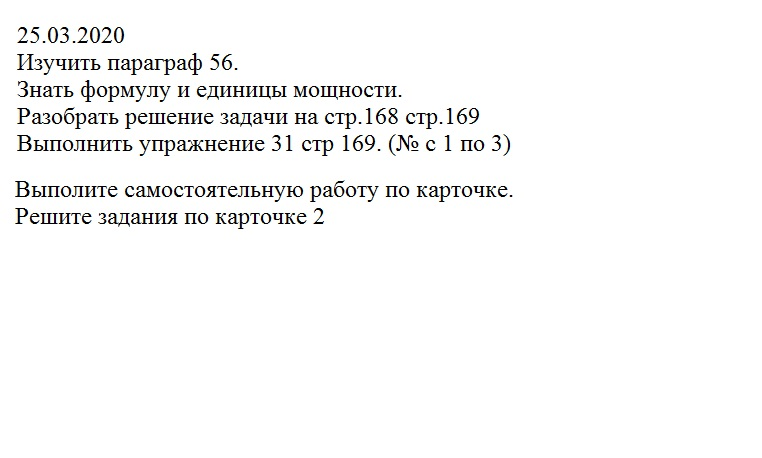 25.03.2020
Изучить параграф 56.
Знать формулу и единицы мощности.
Разобрать решение задачи на стр.168 стр.169
Выполнить упражнение 31 стр 169. (№ с 1 по 3)
Выполите самостоятельную работу по карточке.
Решите задания по карточке 2